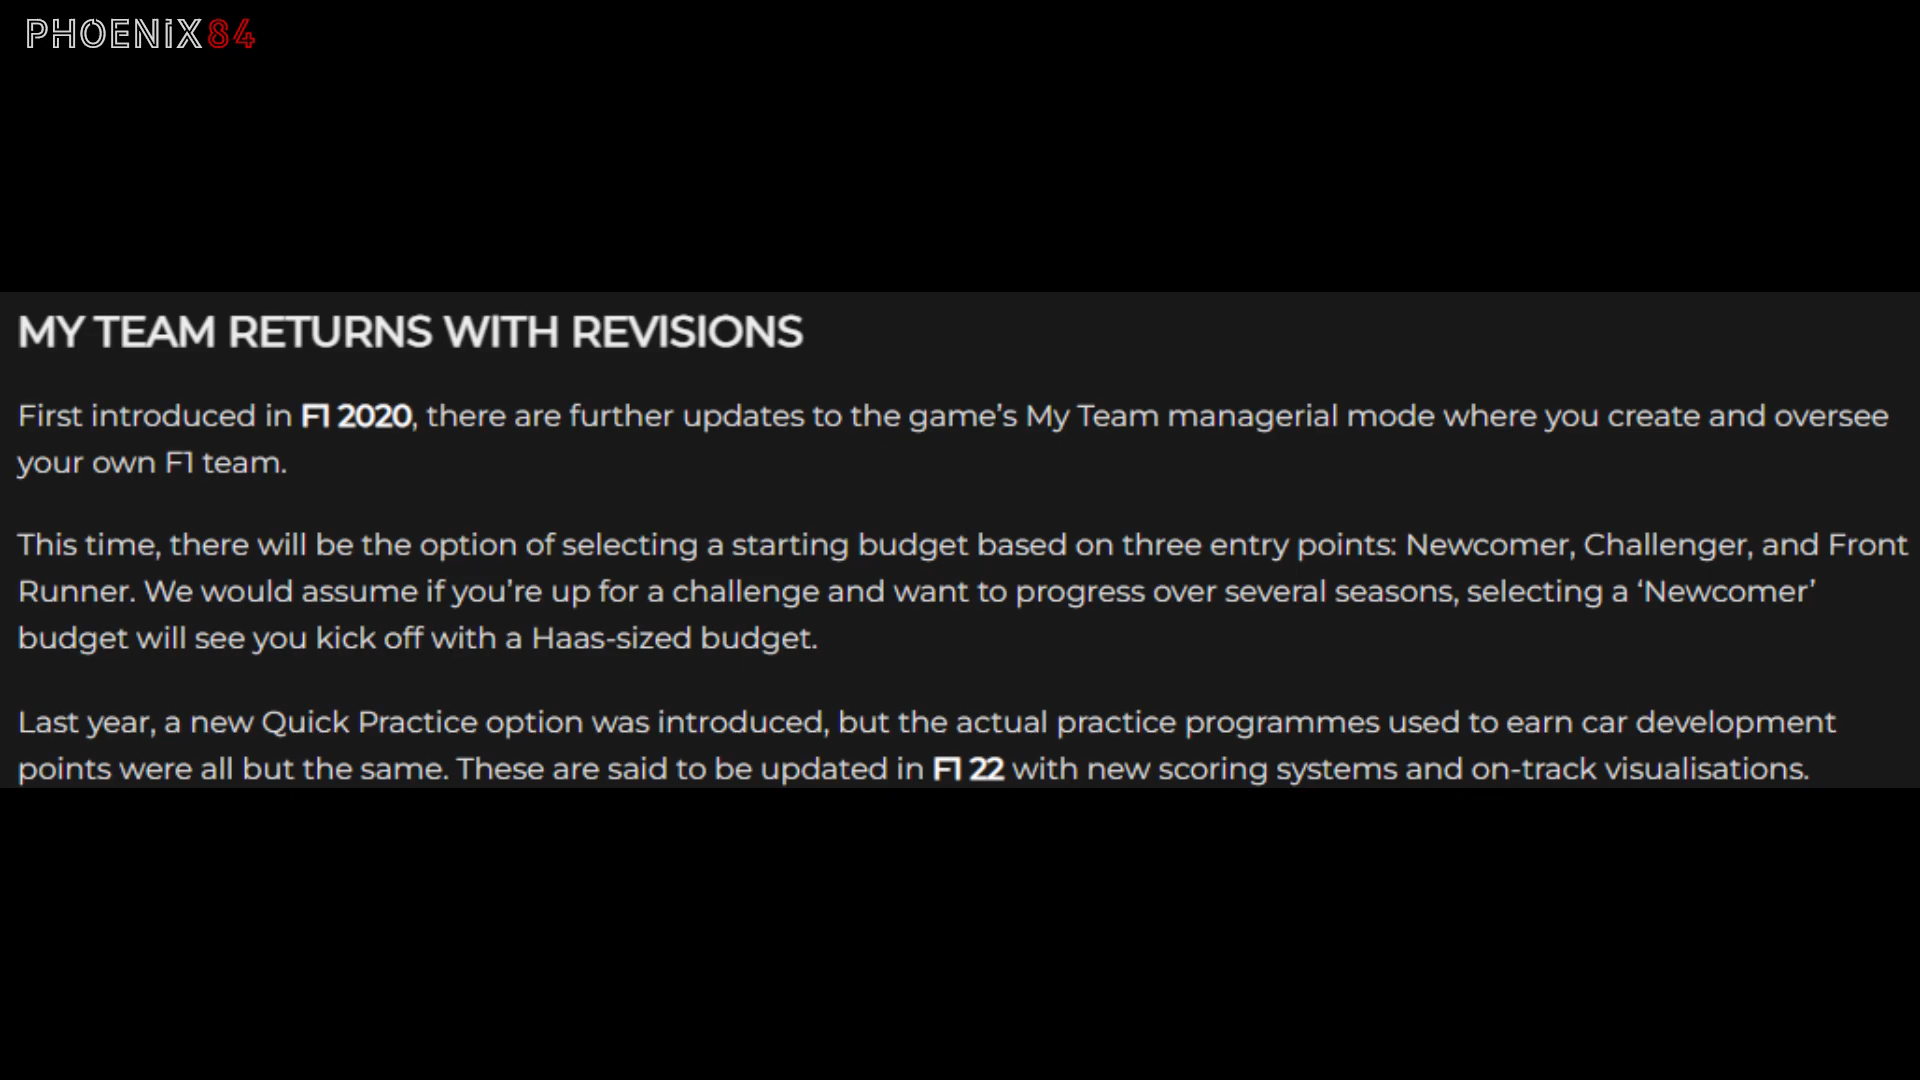 PHOENiX84
MY TEAM RETURNS WITH REVISIONS
First introduced in F1 2020, there are further updates to the game’s My Team managerial mode where you create and oversee
your own F1 team.
This time, there will be the option of selecting a starting budget based on three entry points: Newcomer, Challenger, and Front
Runner. We would assume if you’re up for a challenge and want to progress over several seasons, selecting a ‘Newcomer’
budget will see you kick off with a Haas-sized budget.
Last year, a new Quick Practice option was introduced, but the actual practice programmes used to earn car development
points were all but the same. These are said to be updated in F1 22 with new scoring systems and on-track visualisations.